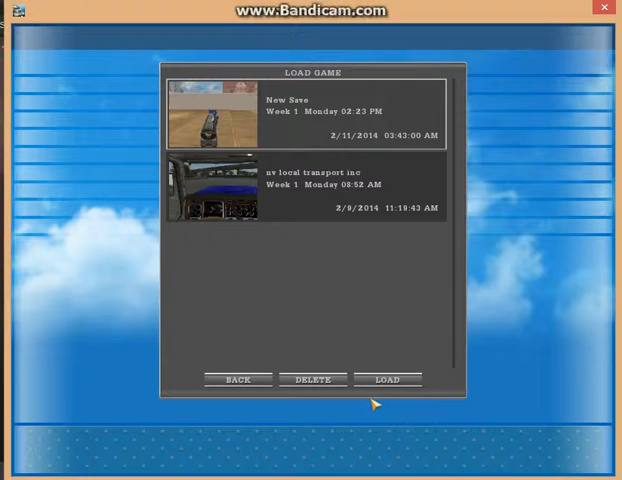 www.Bandicam.com
LOAD GAME
New Save
Week 1 Monday 02:23 PM
2/11/2014 03:43:00 AM
nv local transport inc
Week 1 Monday 08:52 AM
2/9/2014 11:19:43 AM
BACK
DELETE
LOAD